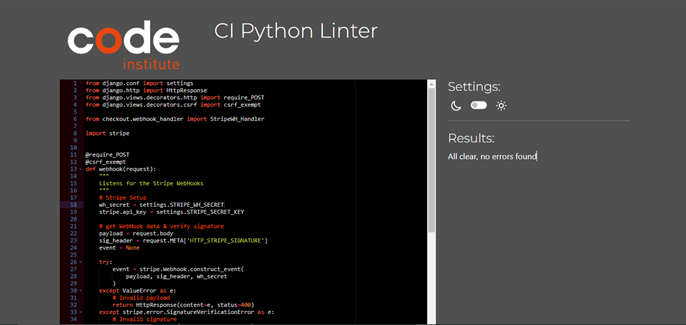 code
institute
CI Python Linter
1 from django.conf import settings
2 from django.http import HttpResponse
3 from django.views.decorators.http import require_POST
4 from django.views.decorators.csrf import csrf_exempt
5
6 from checkout.webhook_handler import StripeWH_Handler
7
8 import stripe
9
10
11 @require_POST
12 @csrf_exempt
13 def webhook(request):
14 """
15 Listens for the Stripe WebHooks
16 """
17 # Stripe Setup
18 wh_secret = settings.STRIPE_WH_SECRET
19 stripe.api_key = settings.STRIPE_SECRET_KEY
20
21 # get WebHook data & verify signature
22 payload = request.body
23 sig_header = request.META['HTTP_STRIPE_SIGNATURE']
24 event = None
25
26 try:
27 event = stripe.Webhook.construct_event(
28 payload, sig_header, wh_secret
29 )
30 except ValueError as e:
31 # Invalid payload
32 return HttpResponse(content=e, status=400)
33 except stripe.error.SignatureVerificationError as e:
34 # Invalid signature
Settings:
Results:
All clear, no errors found